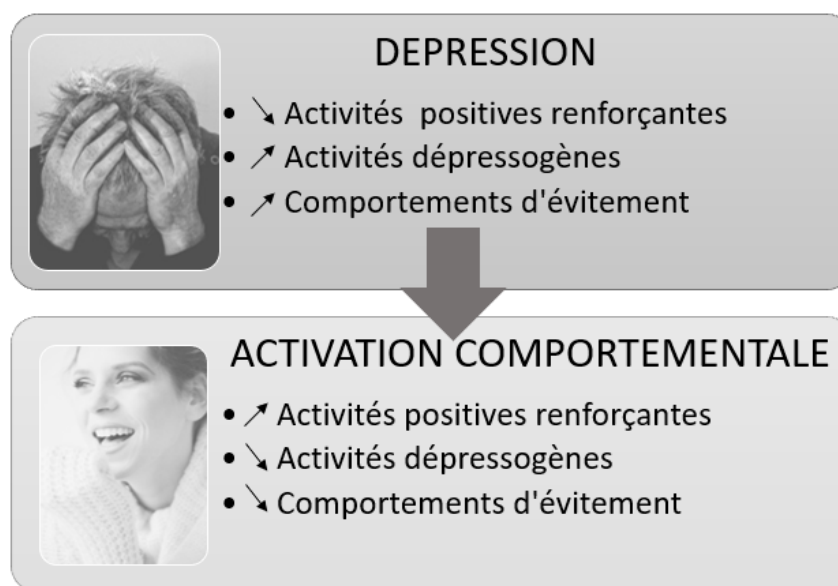 DEPRESSION
• ↘ Activités positives renforçantes
• ↗ Activités dépressogènes
• ↗ Comportements d'évitement
ACTIVATION COMPORTEMENTALE
• ↗ Activités positives renforçantes
• ↘ Activités dépressogènes
• ↘ Comportements d'évitement